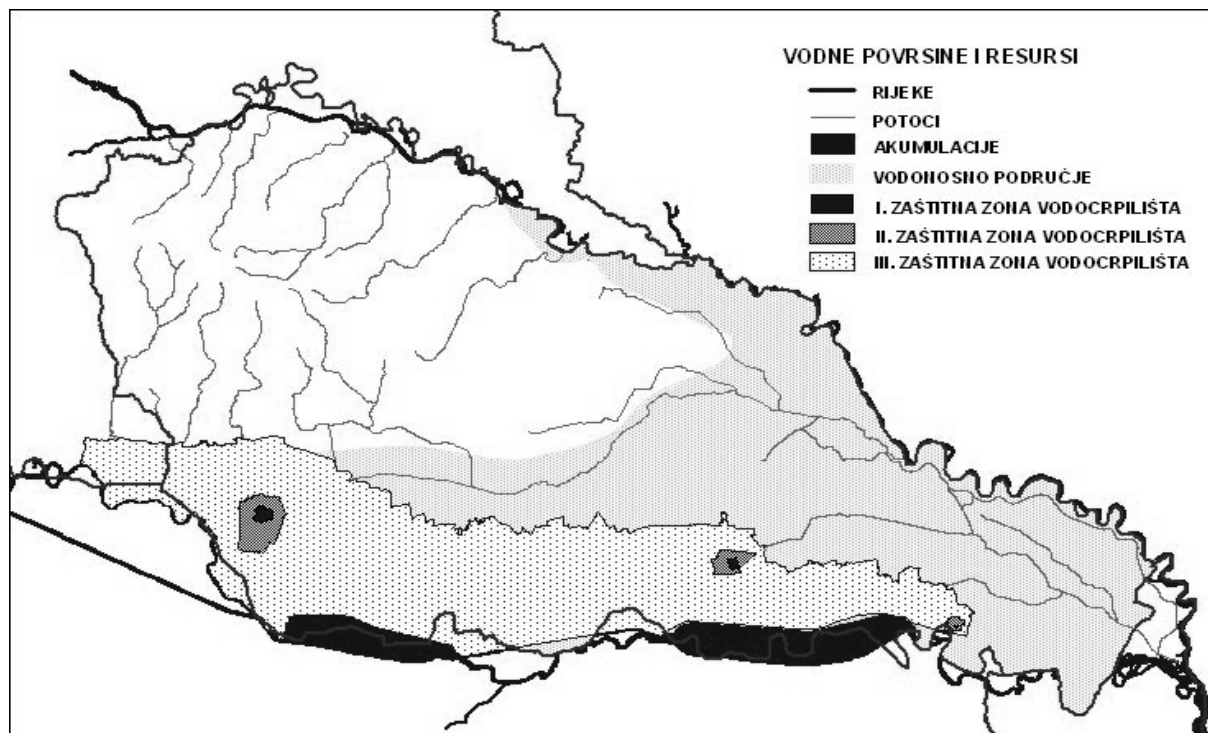 VODNE POVRSINE I RESURSI
RIJEKE
POTOCI
AKUMULACIJE
VODONOSNO PODRUČJE
I. ZAŠTITNA ZONA VODOCRPILIŠTA
II. ZAŠTITNA ZONA VODOCRPILIŠTA
III. ZAŠTITNA ZONA VODOCRPILIŠTA